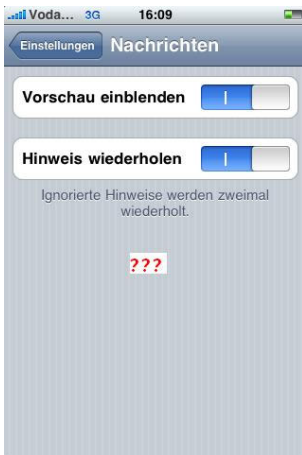 Voda... 3G 16:09
Einstellungen Nachrichten
Vorschau einblenden
Hinweis wiederholen
Ignorierte Hinweise werden zweimal
wiederholt.
???